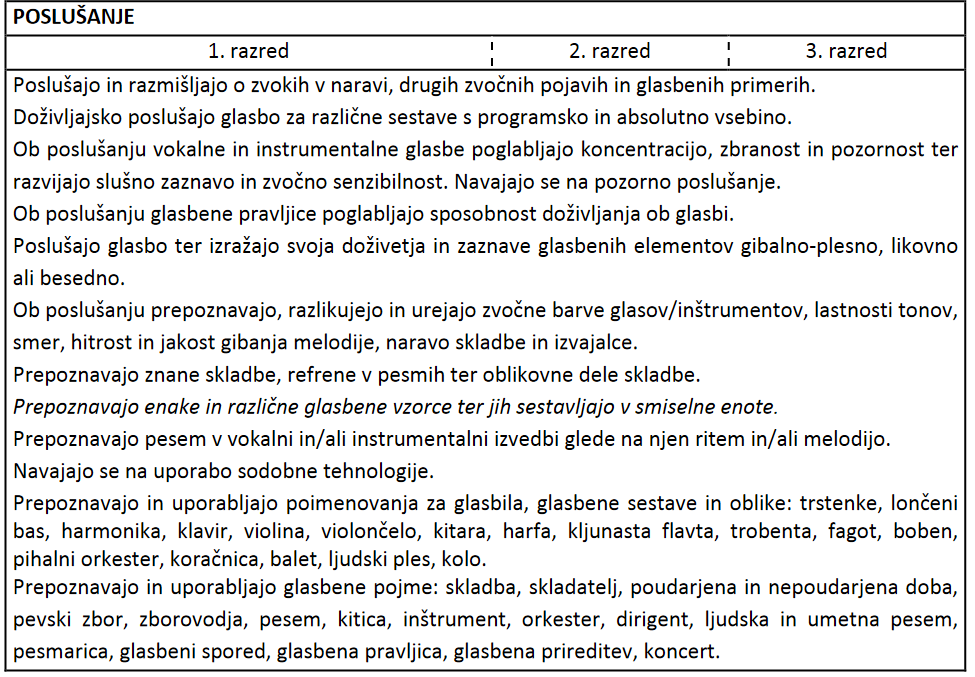 POSLUŠANJE
1. razred 2. razred 3. razred
Poslušajo in razmišljajo o zvokih v naravi, drugih zvočnih pojavih in glasbenih primerih.
Doživljajsko poslušajo glasbo za različne sestave s programsko in absolutno vsebino.
Ob poslušanju vokalne in instrumentalne glasbe poglabljajo koncentracijo, zbranost in pozornost ter
razvijajo slušno zaznavo in zvočno senzibilnost. Navajajo se na pozorno poslušanje.
Ob poslušanju glasbene pravljice poglabljajo sposobnost doživljanja ob glasbi.
Poslušajo glasbo ter izražajo svoja doživetja in zaznave glasbenih elementov gibalno-plesno, likovno
ali besedno.
Ob poslušanju prepoznavajo, razlikujejo in urejajo zvočne barve glasov/inštrumentov, lastnosti tonov,
smer, hitrost in jakost gibanja melodije, naravo skladbe in izvajalce.
Prepoznavajo znane skladbe, refrene v pesmih ter oblikovne dele skladbe.
Prepoznavajo enake in različne glasbene vzorce ter jih sestavljajo v smiselne enote.
Prepoznavajo pesem v vokalni in/ali instrumentalni izvedbi glede na njen ritem in/ali melodijo.
Navajajo se na uporabo sodobne tehnologije.
Prepoznavajo in uporabljajo poimenovanja za glasbila, glasbene sestave in oblike: trstenke, lončeni
bas, harmonika, klavir, violina, violončelo, kitara, harfa, kljunasta flavta, trobenta, fagot, boben,
pihalni orkester, koračnica, balet, ljudski ples, kolo.
Prepoznavajo in uporabljajo glasbene pojme: skladba, skladatelj, poudarjena in nepoudarjena doba,
pevski zbor, zborovodja, pesem, kitica, inštrument, orkester, dirigent, ljudska in umetna pesem,
pesmarica, glasbeni spored, glasbena pravljica, glasbena prireditev, koncert.